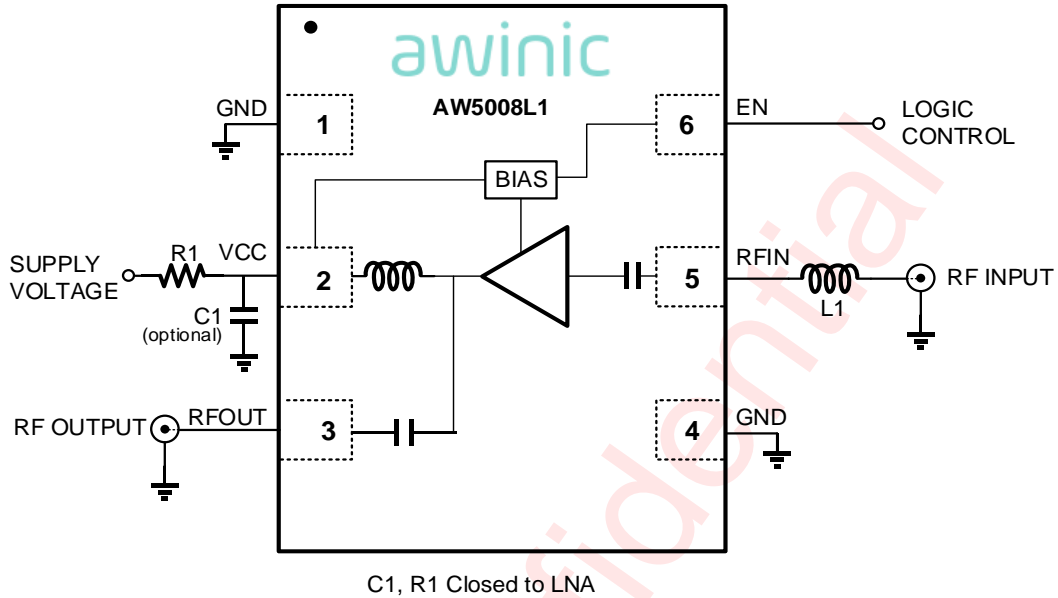 awinic
AW5008L1
GND
1
6
EN
LOGIC
CONTROL
BIAS
SUPPLY
VOLTAGE
R1
VCC
2
5
RFIN
L1
RF INPUT
C1
(optional)
RF OUTPUT
RFOUT
3
4
GND
C1, R1 Closed to LNA
fidential